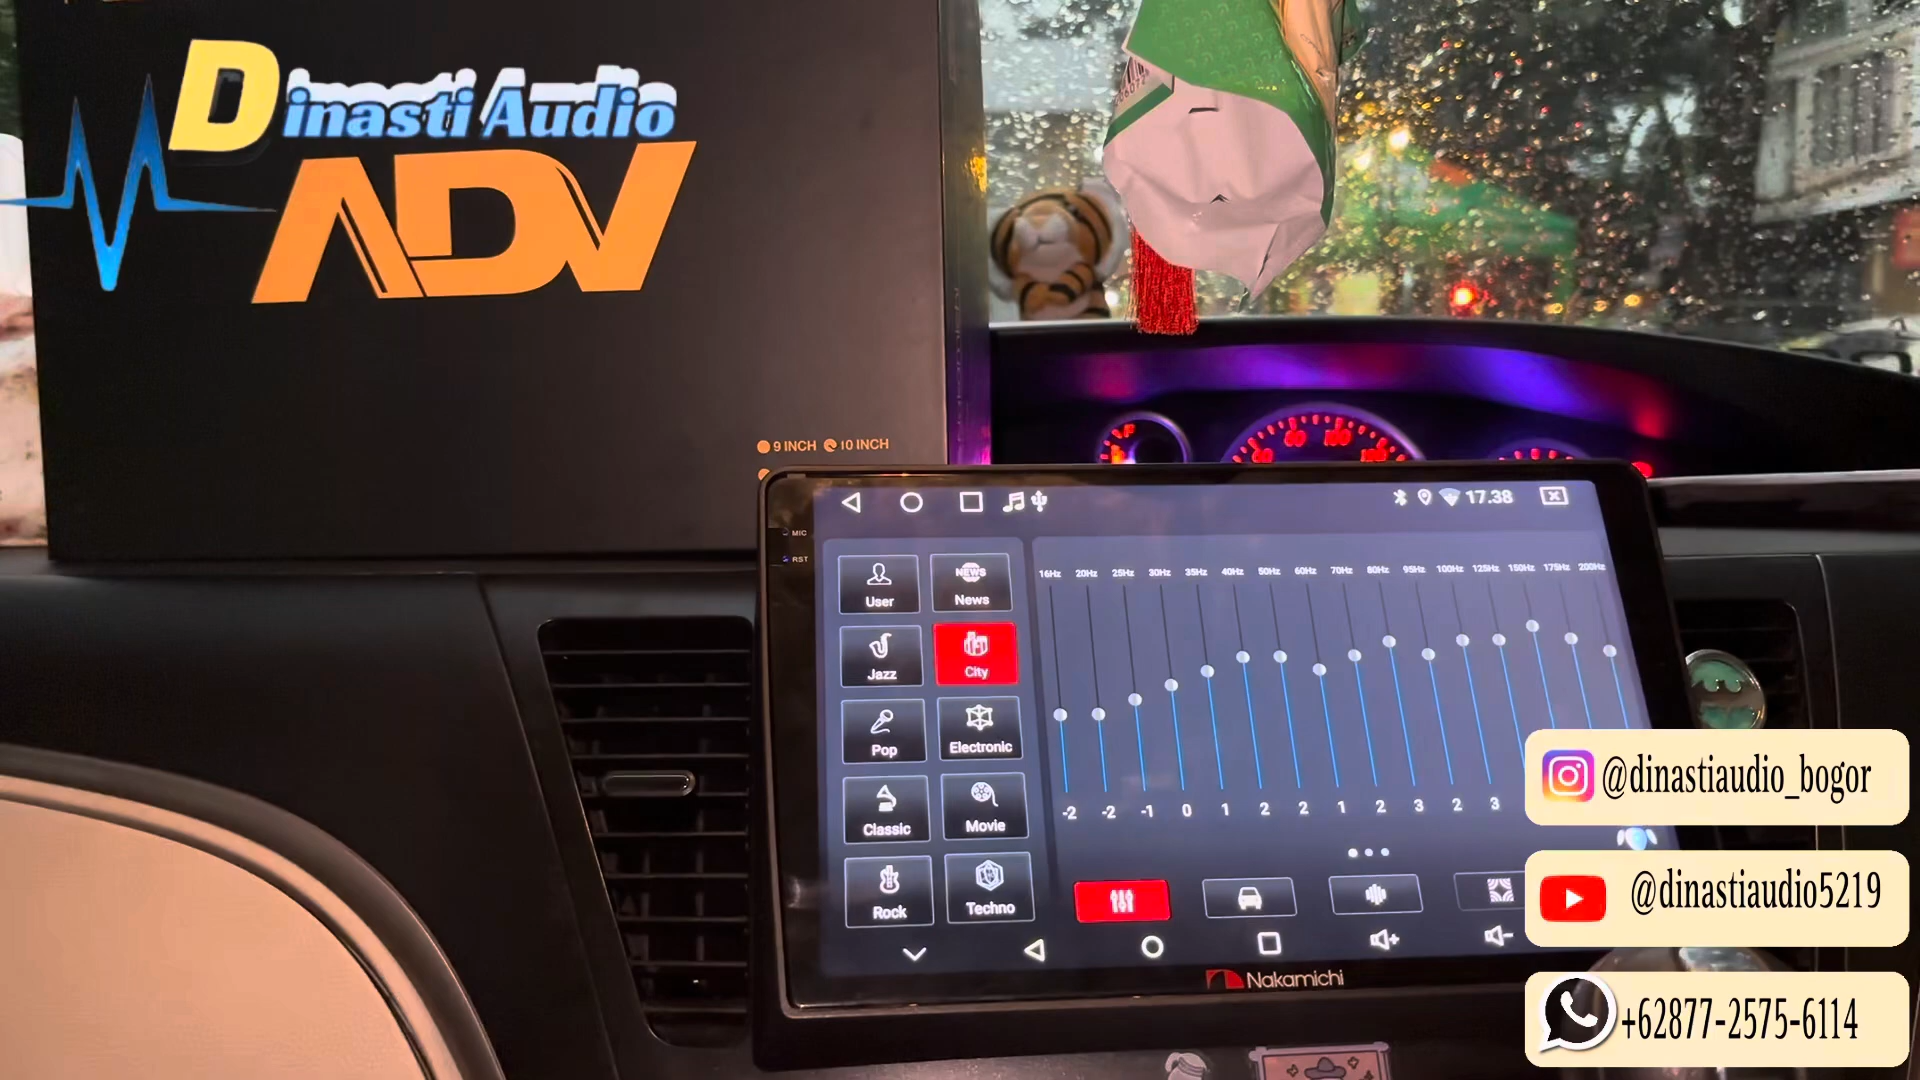 Dinasti Audio
ADV
9 INCH 10 INCH
MIC
RST
17.38
User
News
Jazz
City
Pop
Electronic
Classic
Movie
Rock
Techno
16Hz 20Hz 25Hz 30Hz 35Hz 40Hz 50Hz 60Hz 70Hz 80Hz 95Hz 100Hz 125Hz 150Hz 175Hz 200Hz
-2 -2 -1 0 1 2 2 1 2 3 2 3
Nakamichi
@dinastiaudio_bogor
@dinastiaudio5219
+62877-2575-6114